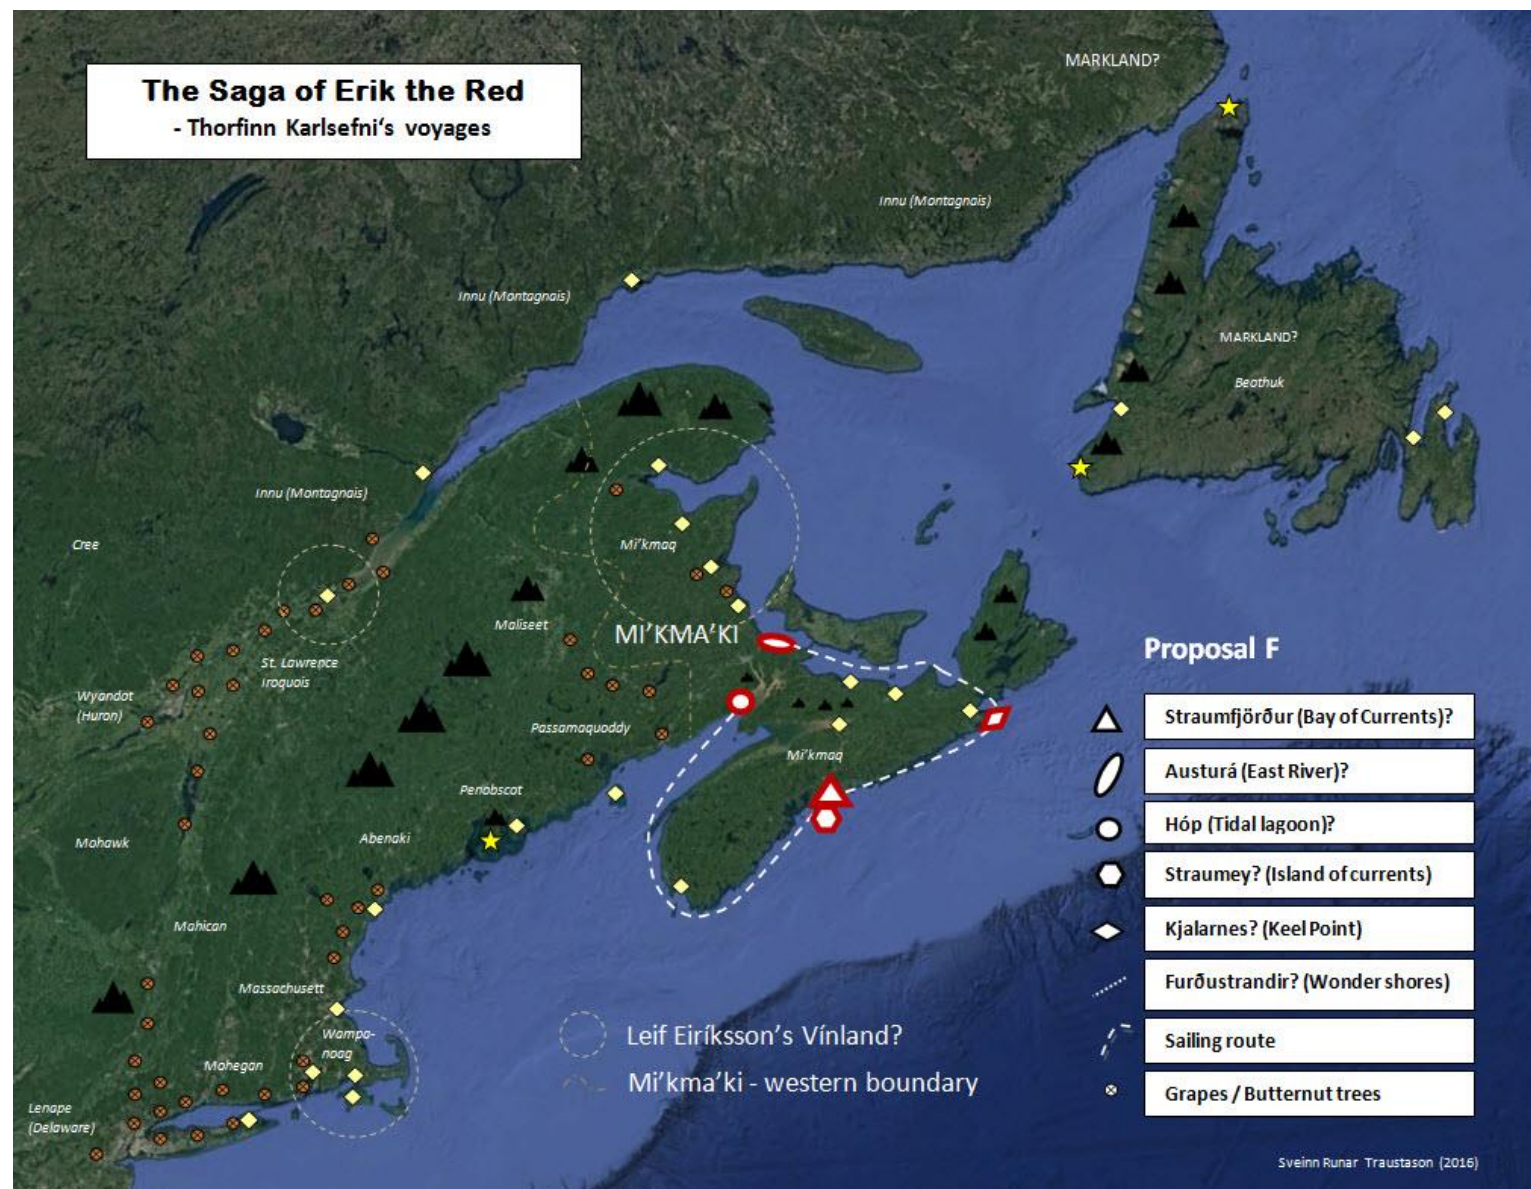 The Saga of Erik the Red
- Thorfinn Karlsefni‘s voyages
MARKLAND?
Innu (Montagnais)
Innu (Montagnais)
MARKLAND?
Beothuk
Innu (Montagnais)
Cree
Mi’kmaq
Maliseet
MI’KMA’KI
St. Lawrence
Iroquois
Wyandot
(Huron)
Passamaquoddy
Mi’kmaq
Penobscot
Abenaki
Mohawk
Mahican
Massachusett
Wampa-
noag
Mohegan
Lenape
(Delaware)
Leif Eiríksson’s Vínland?
Mi’kma’ki - western boundary
Proposal F
Straumfjörður (Bay of Currents)?
Austurá (East River)?
Hóp (Tidal lagoon)?
Straumey? (Island of currents)
Kjalarnes? (Keel Point)
Furðustrandir? (Wonder shores)
Sailing route
Grapes / Butternut trees
Sveinn Runar Traustason (2016)